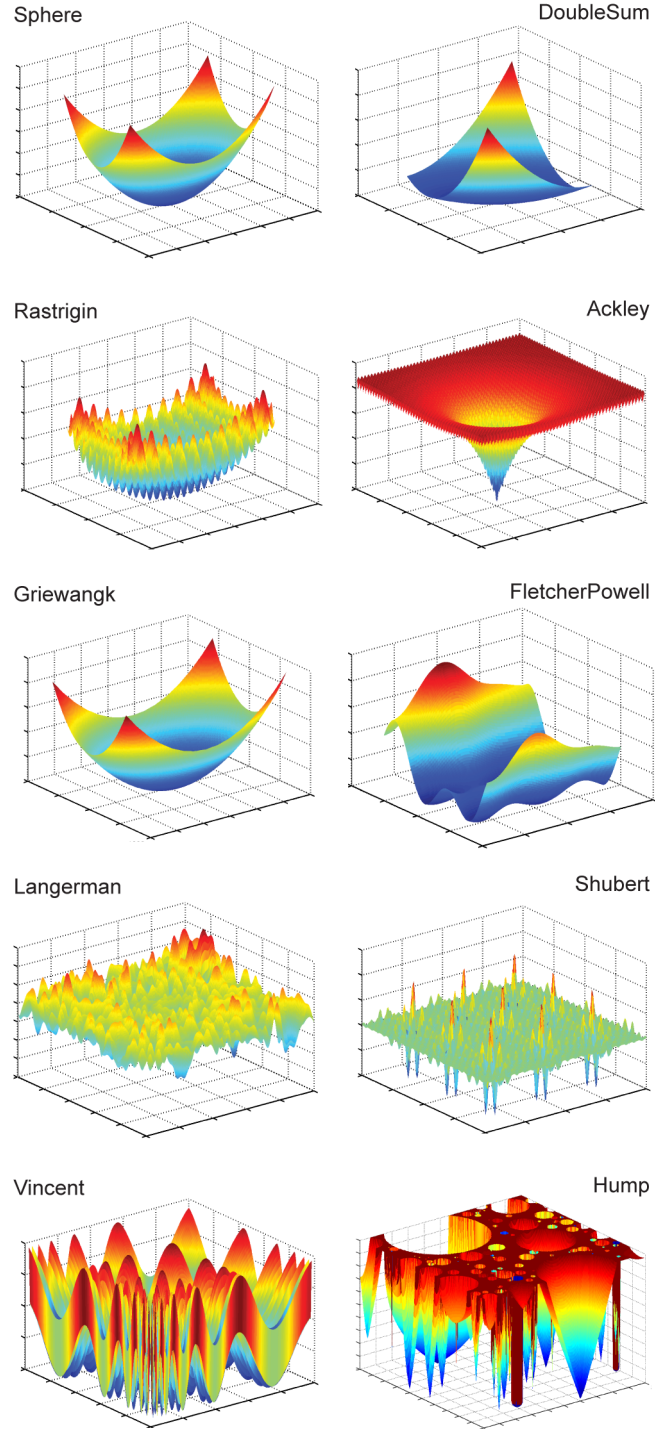 Sphere
DoubleSum
Rastrigin
Ackley
Griewangk
FletcherPowell
Langerman
Shubert
Vincent
Hump